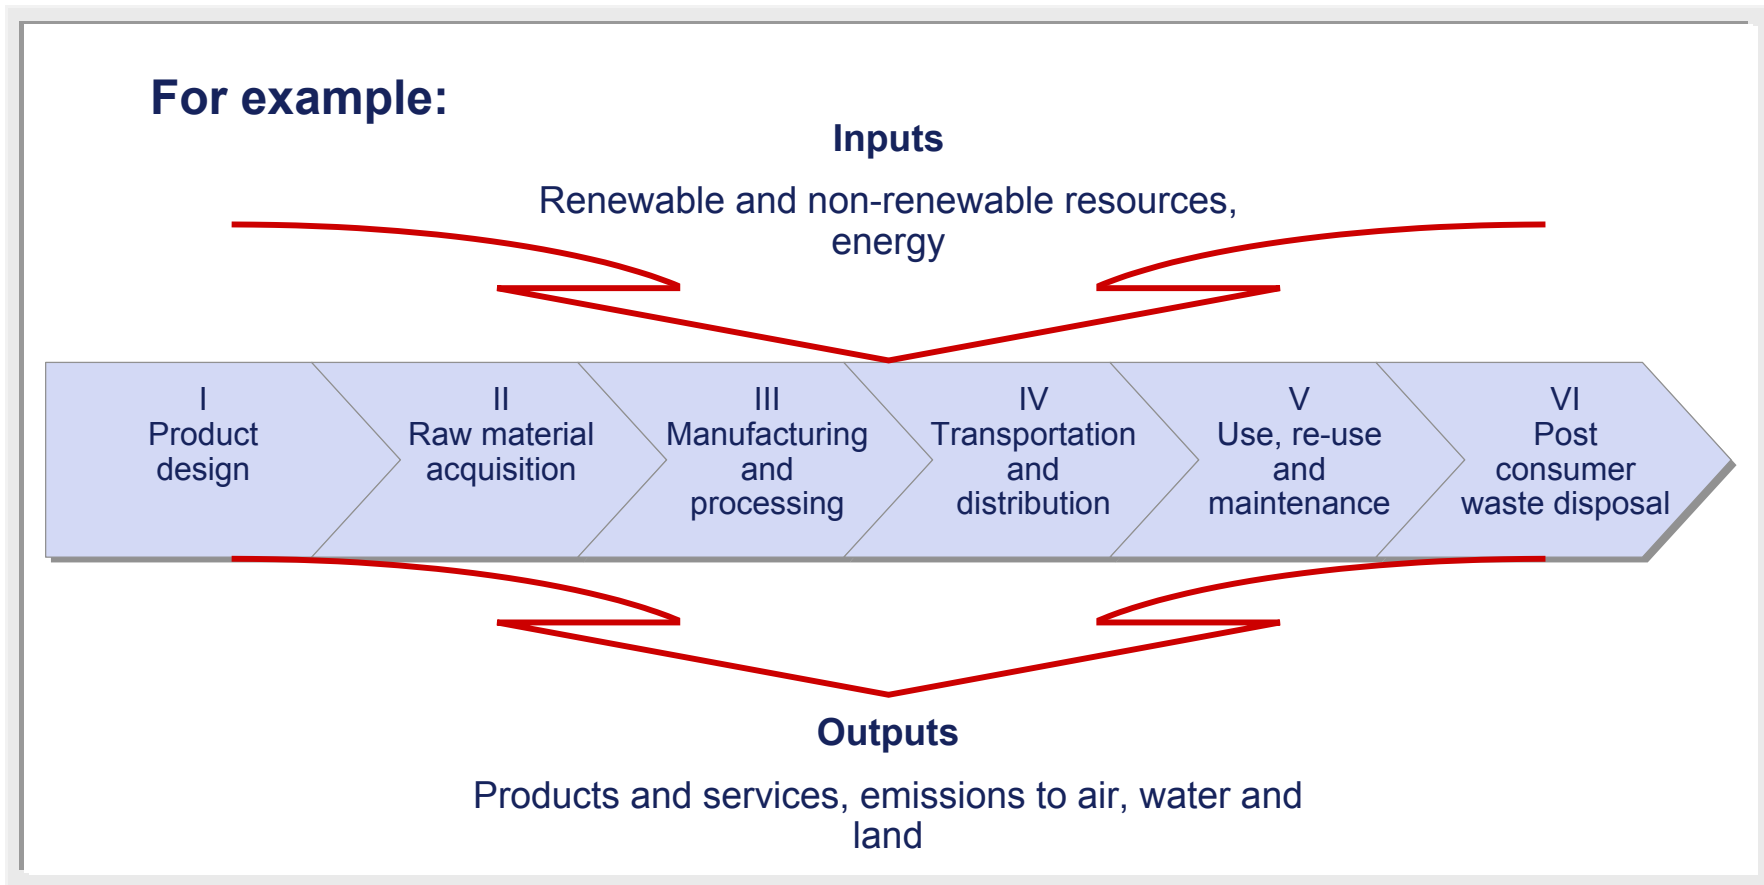 For example:
Inputs
Renewable and non-renewable resources,
energy
I
Product
design
II
Raw material
acquisition
III
Manufacturing
and
processing
IV
Transportation
and
distribution
V
Use, re-use
and
maintenance
VI
Post
consumer
waste disposal
Outputs
Products and services, emissions to air, water and
land